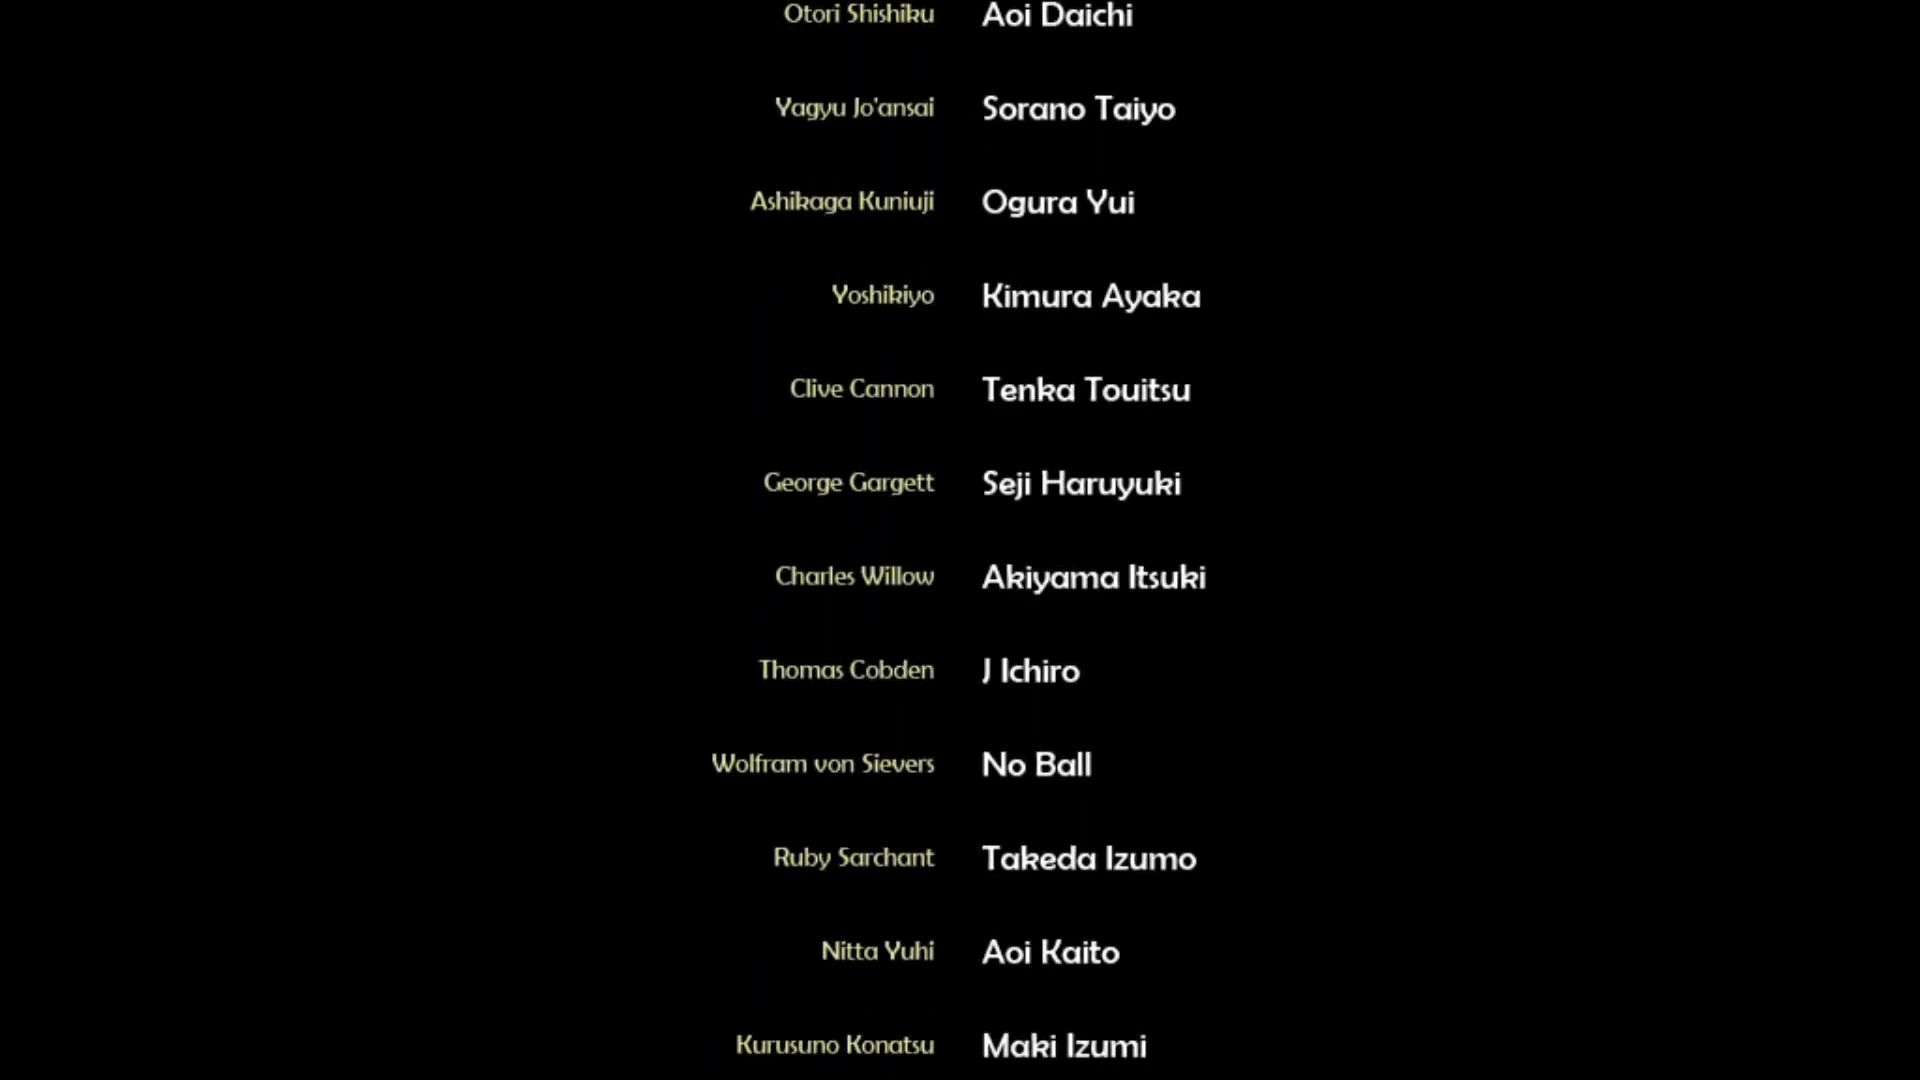 Otori Shishiku Aoi Daichi
Yagyu Jo'ansai Sorano Taiyo
Ashikaga Kuniuji Ogura Yui
Yoshikiyo Kimura Ayaka
Clive Cannon Tenka Touitsu
George Gargett Seji Haruyuki
Charles Willow Akiyama Itsuki
Thomas Cobden J Ichiro
Wolfram von Sievers No Ball
Ruby Sarchant Takeda Izumo
Nitta Yuhi Aoi Kaito
Kurusuno Konatsu Maki Izumi